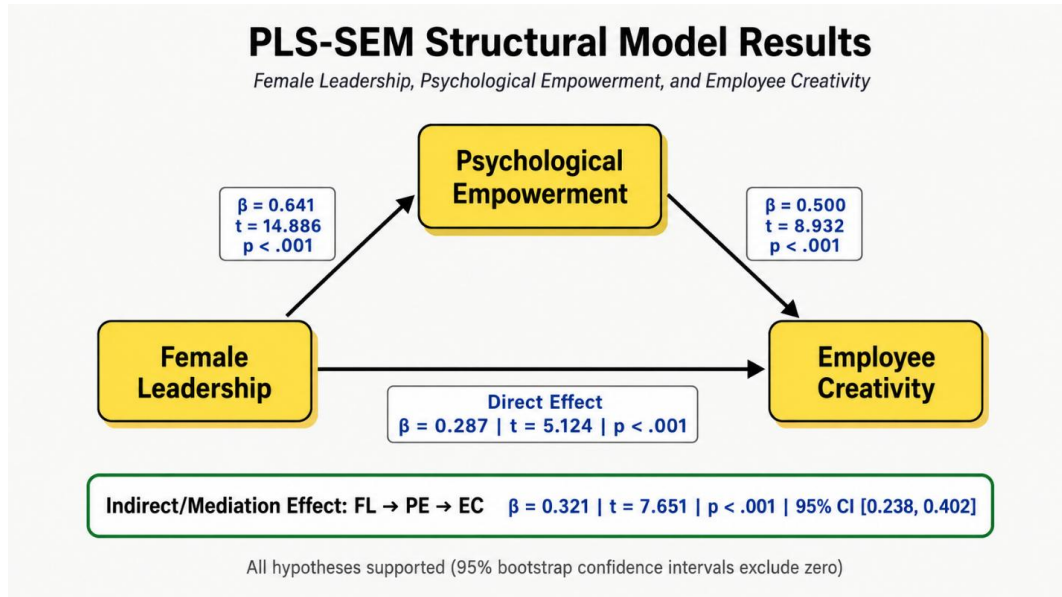 PLS-SEM Structural Model Results
Female Leadership, Psychological Empowerment, and Employee Creativity
Psychological
Empowerment
β = 0.641
t = 14.886
p < .001
β = 0.500
t = 8.932
p < .001
Female
Leadership
Employee
Creativity
Direct Effect
β = 0.287 | t = 5.124 | p < .001
Indirect/Mediation Effect: FL → PE → EC β = 0.321 | t = 7.651 | p < .001 | 95% CI [0.238, 0.402]
All hypotheses supported (95% bootstrap confidence intervals exclude zero)